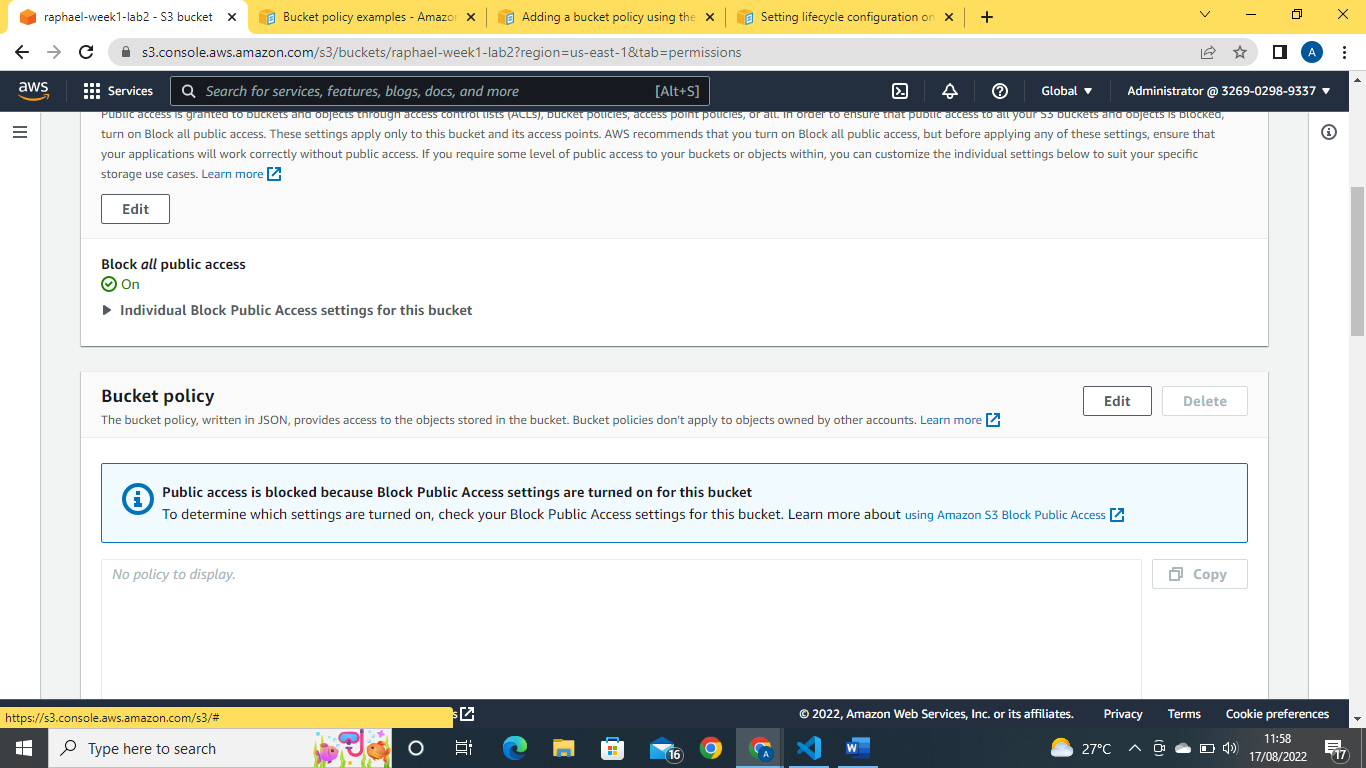 raphael-week1-lab2 - S3 bucket
Bucket policy examples - Amazon
Adding a bucket policy using the
Setting lifecycle configuration on
s3.console.aws.amazon.com/s3/buckets/raphael-week1-lab2?region=us-east-1&tab=permissions
A
aws
Services
Search for services, features, blogs, docs, and more
[Alt+S]
Global
Administrator @ 3269-0298-9337
Public access is granted to buckets and objects through access control lists (ACLs), bucket policies, access point policies, or all. In order to ensure that public access to all your S3 buckets and objects is blocked,
turn on Block all public access. These settings apply only to this bucket and its access points. AWS recommends that you turn on Block all public access, but before applying any of these settings, ensure that
your applications will work correctly without public access. If you require some level of public access to your buckets or objects within, you can customize the individual settings below to suit your specific
storage use cases. Learn more
Edit
Block all public access
On
Individual Block Public Access settings for this bucket
Bucket policy
Edit
Delete
The bucket policy, written in JSON, provides access to the objects stored in the bucket. Bucket policies don't apply to objects owned by other accounts. Learn more
Public access is blocked because Block Public Access settings are turned on for this bucket
To determine which settings are turned on, check your Block Public Access settings for this bucket. Learn more about using Amazon S3 Block Public Access
No policy to display.
Copy
https://s3.console.aws.amazon.com/s3/#
s
© 2022, Amazon Web Services, Inc. or its affiliates.
Privacy
Terms
Cookie preferences
Type here to search
16
A
W
27°C
11:58
17/08/2022
17